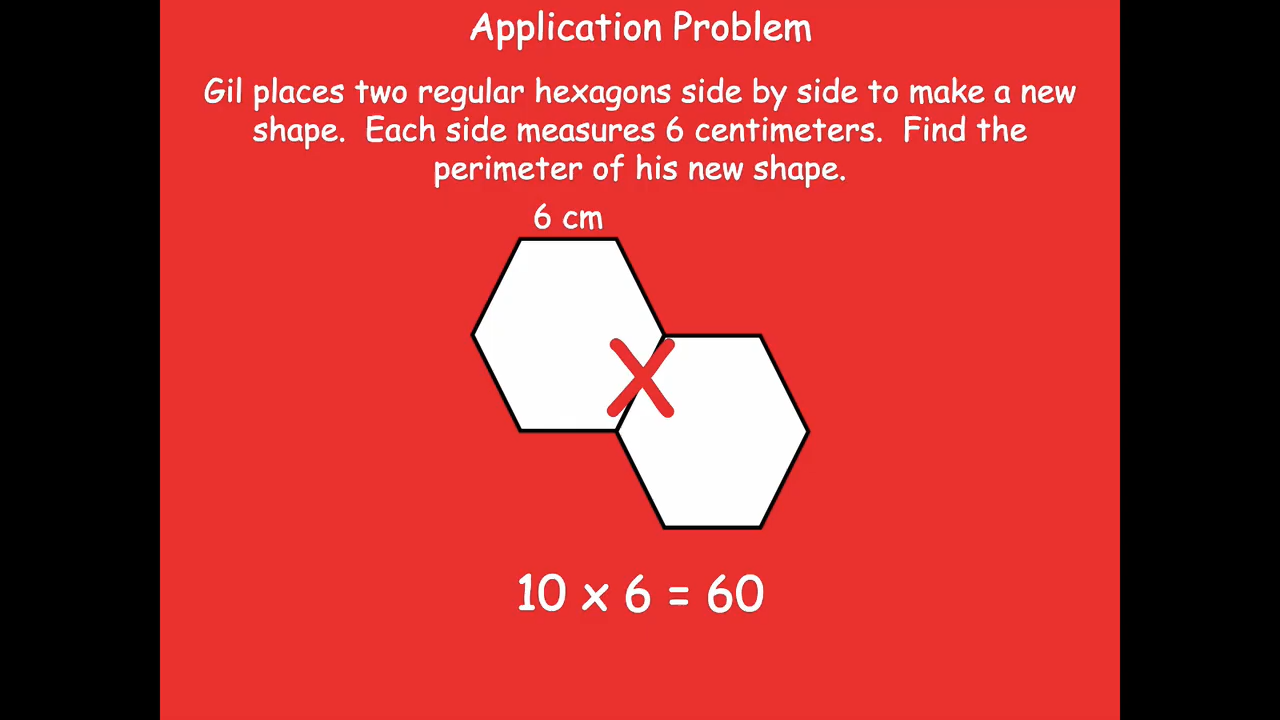 Application Problem
Gil places two regular hexagons side by side to make a new
shape. Each side measures 6 centimeters. Find the
perimeter of his new shape.
6 cm
10 x 6 = 60